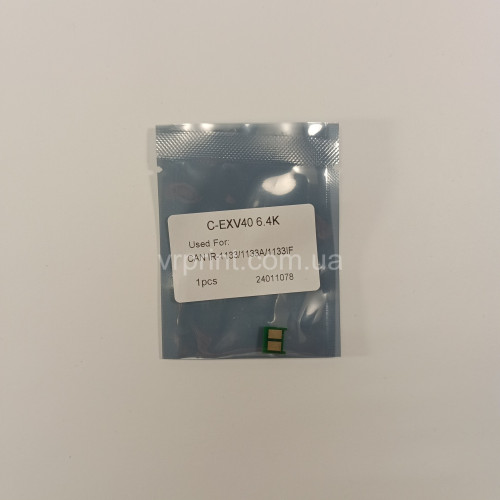 C-EXV40 6.4K
Used For:
CAN IR-1133/1133A/1133IF
vrprint.com.ua
1pcs 24011078